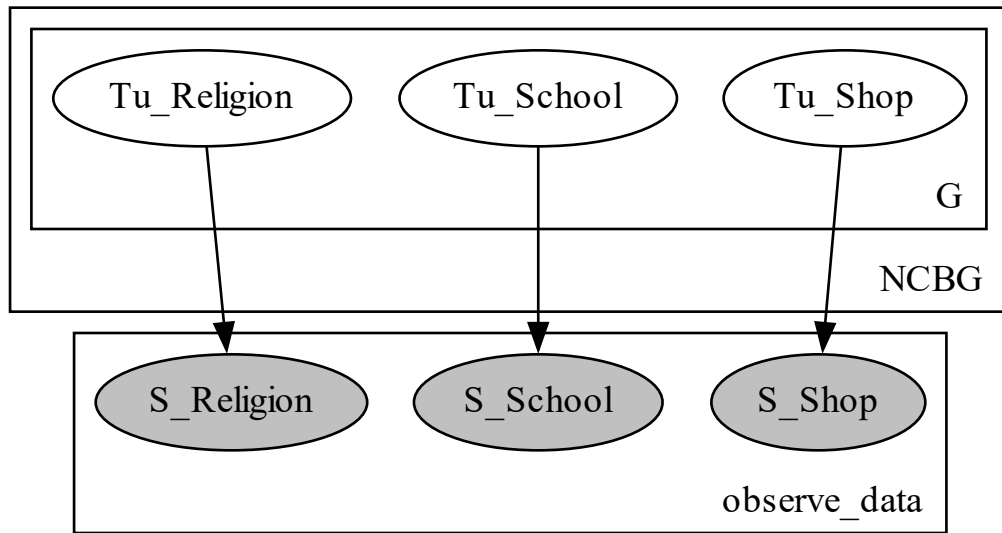 Tu_Religion Tu_School Tu_Shop
G
NCBG
S_Religion S_School S_Shop
observe_data